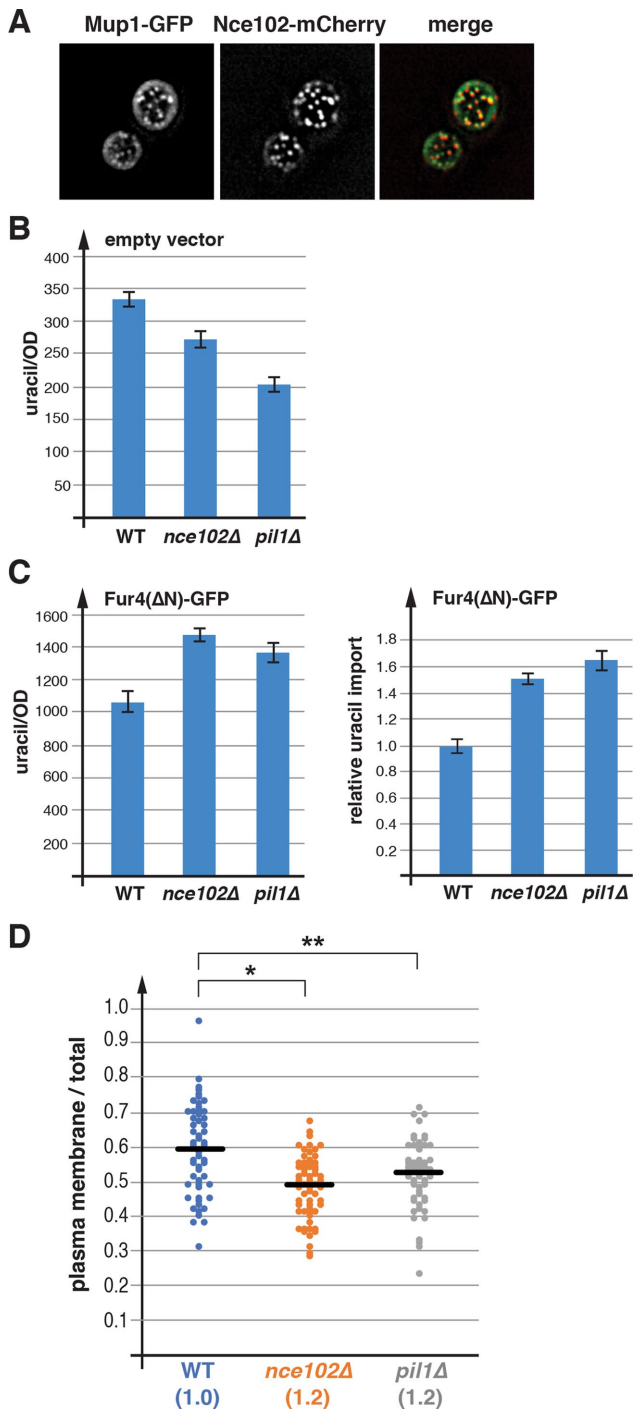 A
Mup1-GFP Nce102-mCherry merge
B
empty vector
uracil/OD
400
350
300
250
200
150
100
50
WT nce102Δ pil1Δ
C
Fur4(ΔN)-GFP
uracil/OD
1600
1400
1200
1000
800
600
400
200
WT nce102Δ pil1Δ
Fur4(ΔN)-GFP
relative uracil import
1.8
1.6
1.4
1.2
1.0
0.8
0.6
0.4
0.2
WT nce102Δ pil1Δ
D
**
*
plasma membrane / total
1.0
0.9
0.8
0.7
0.6
0.5
0.4
0.3
0.2
0.1
WT nce102Δ pil1Δ
(1.0) (1.2) (1.2)